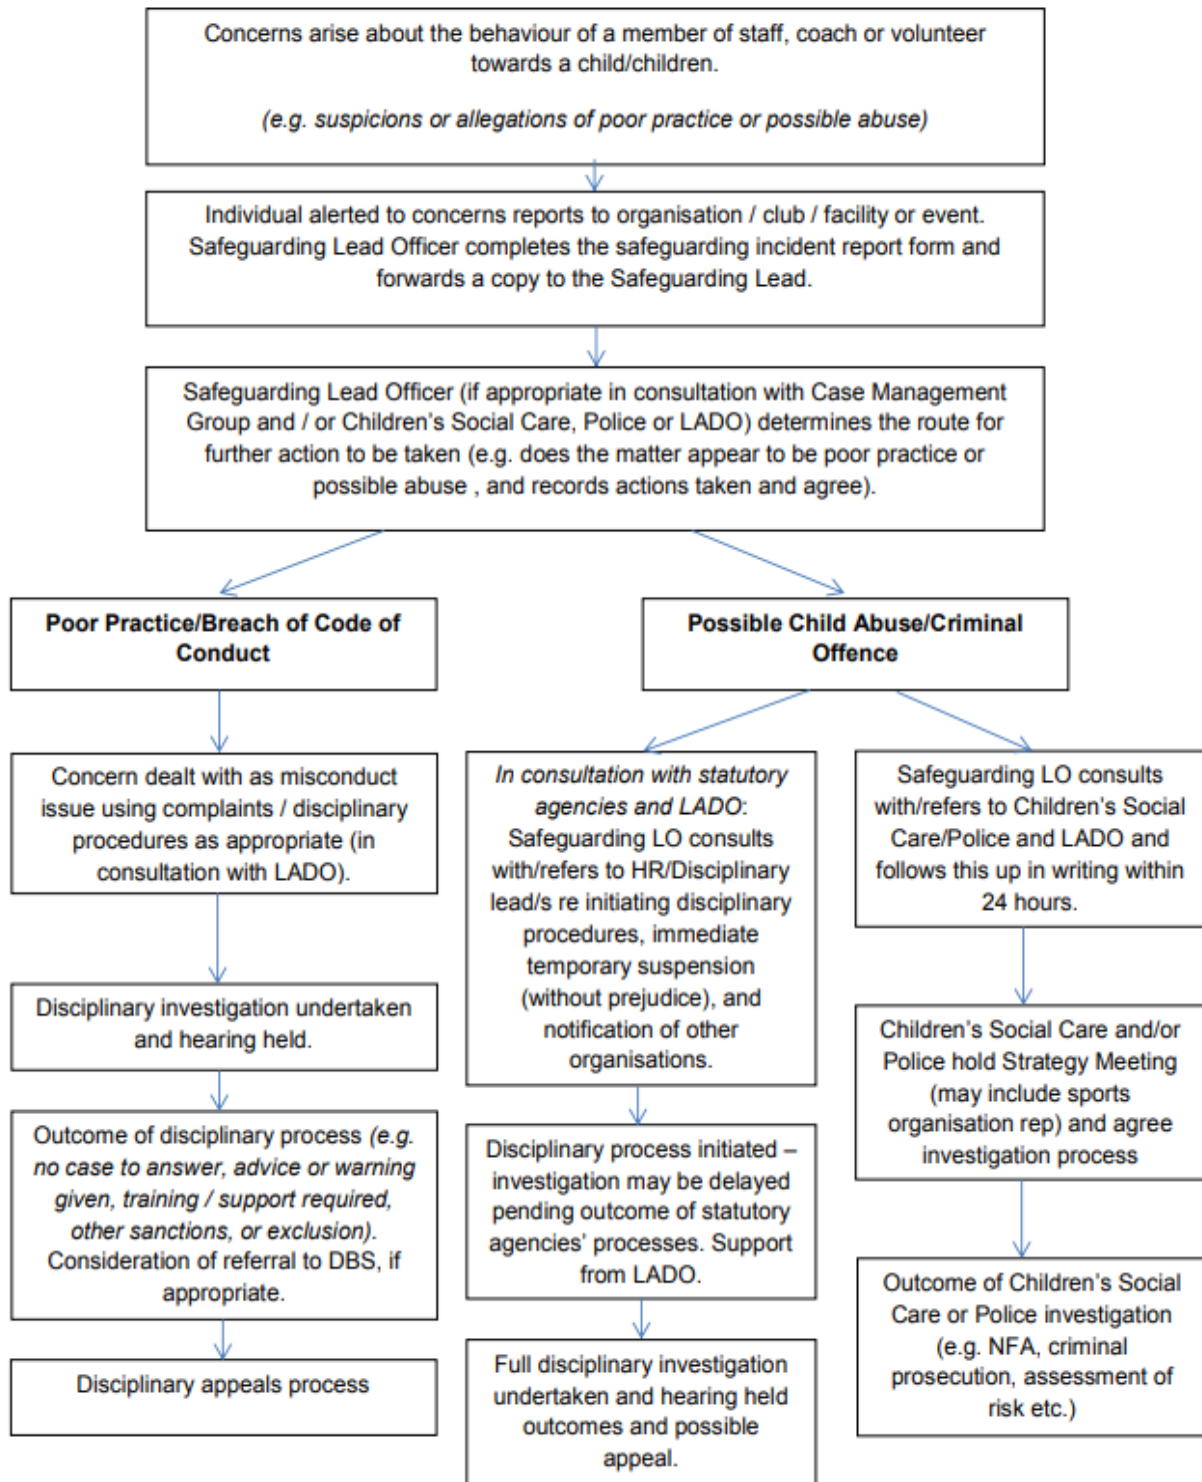 Concerns arise about the behaviour of a member of staff, coach or volunteer
towards a child/children.
(e.g. suspicions or allegations of poor practice or possible abuse)
Individual alerted to concerns reports to organisation / club / facility or event.
Safeguarding Lead Officer completes the safeguarding incident report form and
forwards a copy to the Safeguarding Lead.
Safeguarding Lead Officer (if appropriate in consultation with Case Management
Group and / or Children's Social Care, Police or LADO) determines the route for
further action to be taken (e.g. does the matter appear to be poor practice or
possible abuse , and records actions taken and agree).
Poor Practice/Breach of Code of
Conduct
Concern dealt with as misconduct
issue using complaints / disciplinary
procedures as appropriate (in
consultation with LADO).
Disciplinary investigation undertaken
and hearing held.
Outcome of disciplinary process (e.g.
no case to answer, advice or warning
given, training / support required,
other sanctions, or exclusion).
Consideration of referral to DBS, if
appropriate.
Disciplinary appeals process
Possible Child Abuse/Criminal
Offence
In consultation with statutory
agencies and LADO:
Safeguarding LO consults
with/refers to HR/Disciplinary
lead/s re initiating disciplinary
procedures, immediate
temporary suspension
(without prejudice), and
notification of other
organisations.
Disciplinary process initiated –
investigation may be delayed
pending outcome of statutory
agencies' processes. Support
from LADO.
Full disciplinary investigation
undertaken and hearing held
outcomes and possible
appeal.
Safeguarding LO consults
with/refers to Children's Social
Care/Police and LADO and
follows this up in writing within
24 hours.
Children's Social Care and/or
Police hold Strategy Meeting
(may include sports
organisation rep) and agree
investigation process
Outcome of Children's Social
Care or Police investigation
(e.g. NFA, criminal
prosecution, assessment of
risk etc.)